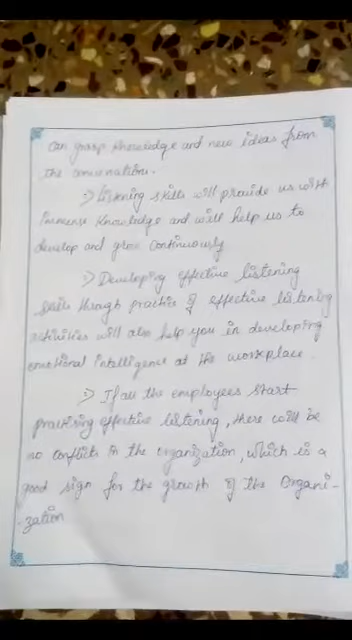 can grasp knowledge and new ideas from
the conversation.
-> Listening skills will provide us with
immense knowledge and will help us to
develop and grow continuously
-> Developing effective listening
skills through practice of effective listening
activities will also help you in developing
emotional intelligence at the workplace.
-> If all the employees start
practising effective listening, there will be
no conflicts in the organization, which is a
good sign for the growth of the Organi-
-zation